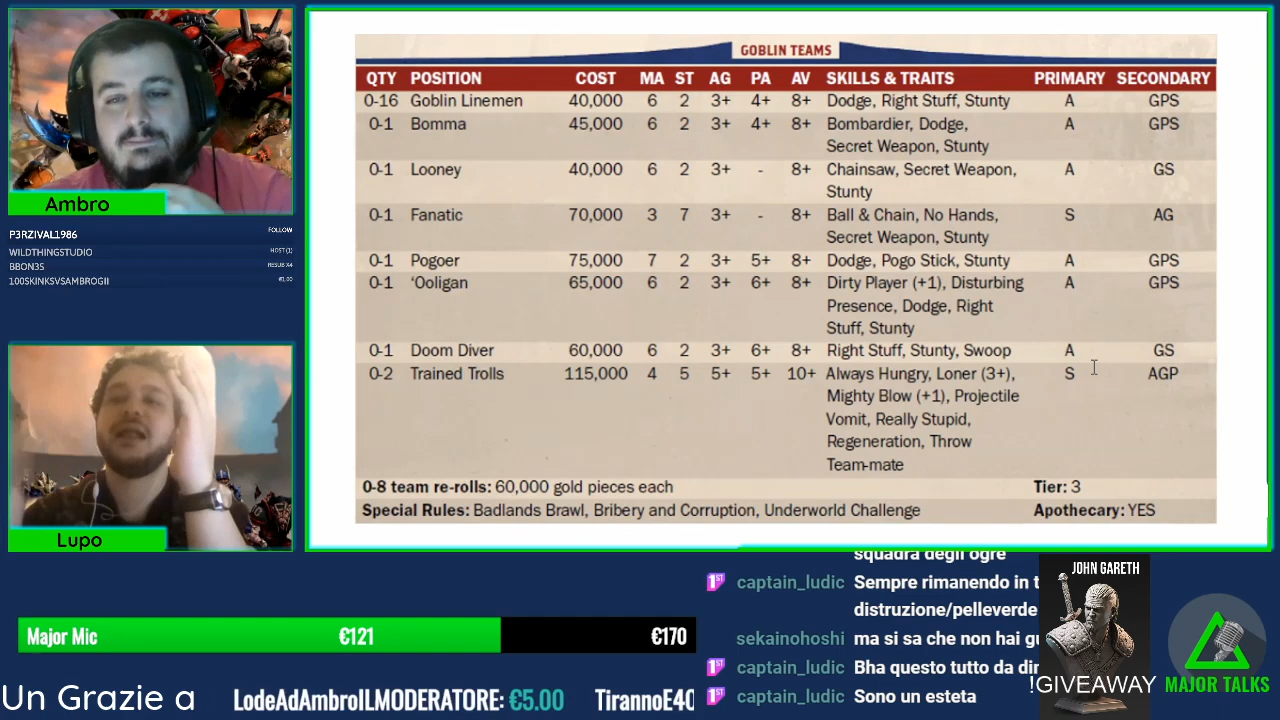 GOBLIN TEAMS
QTY POSITION COST MA ST AG PA AV SKILLS & TRAITS PRIMARY SECONDARY
0-16 Goblin Linemen 40,000 6 2 3+ 4+ 8+ Dodge, Right Stuff, Stunty A GPS
0-1 Bomma 45,000 6 2 3+ 4+ 8+ Bombardier, Dodge, A GPS
Secret Weapon, Stunty
0-1 Looney 40,000 6 2 3+ - 8+ Chainsaw, Secret Weapon, A GS
Stunty
0-1 Fanatic 70,000 3 7 3+ - 8+ Ball & Chain, No Hands, S AG
Secret Weapon, Stunty
0-1 Pogoer 75,000 7 2 3+ 5+ 8+ Dodge, Pogo Stick, Stunty A GPS
0-1 ‘Ooligan 65,000 6 2 3+ 6+ 8+ Dirty Player (+1), Disturbing A GPS
Presence, Dodge, Right
Stuff, Stunty
0-1 Doom Diver 60,000 6 2 3+ 6+ 8+ Right Stuff, Stunty, Swoop A GS
0-2 Trained Trolls 115,000 4 5 5+ 5+ 10+ Always Hungry, Loner (3+), S AGP
Mighty Blow (+1), Projectile
Vomit, Really Stupid,
Regeneration, Throw
Team-mate
0-8 team re-rolls: 60,000 gold pieces each Tier: 3
Special Rules: Badlands Brawl, Bribery and Corruption, Underworld Challenge Apothecary: YES
Ambro
P3RZIVAL1986 FOLLOW
WILDTHINGSTUDIO HOST (1)
BBON3S RESUB X4
100SKINKSVSAMBROGII €1.00
Lupo
squadra degli ogre
captain_ludic Sempre rimanendo in t
distruzione/pelleverde
sekainohoshi ma si sa che non hai gu
captain_ludic Bha questo tutto da dir
captain_ludic Sono un esteta
JOHN GARETH
!GIVEAWAY
MAJOR TALKS
Major Mic €121 €170
Un Grazie a LodeAdAmbroILMODERATORE: €5.00 TirannoE40